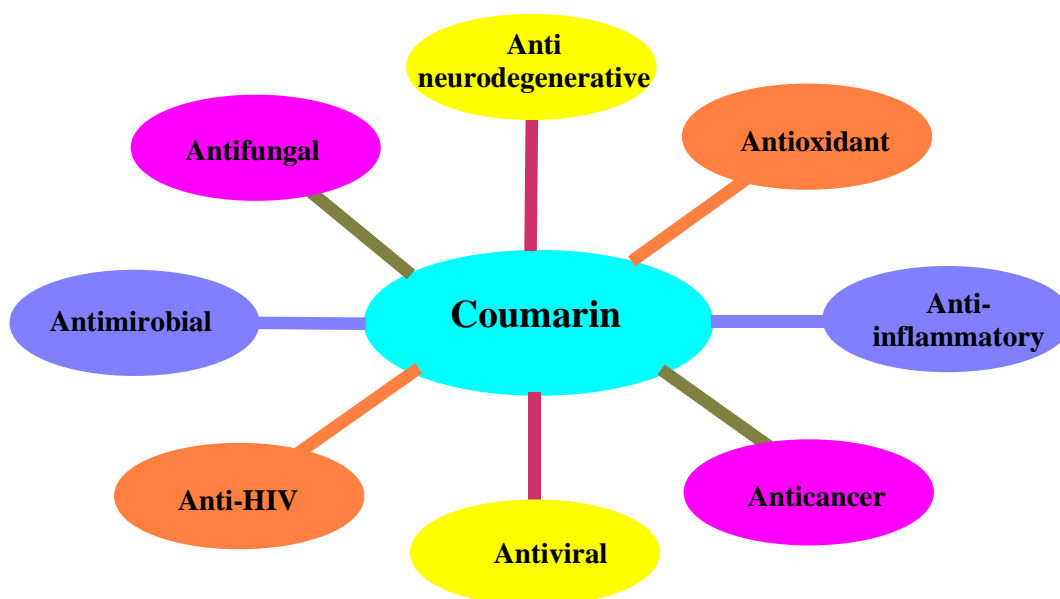 Anti
neurodegenerative
Antifungal
Antioxidant
Coumarin
Antimirobial
Anti-
inflammatory
Anti-HIV
Anticancer
Antiviral